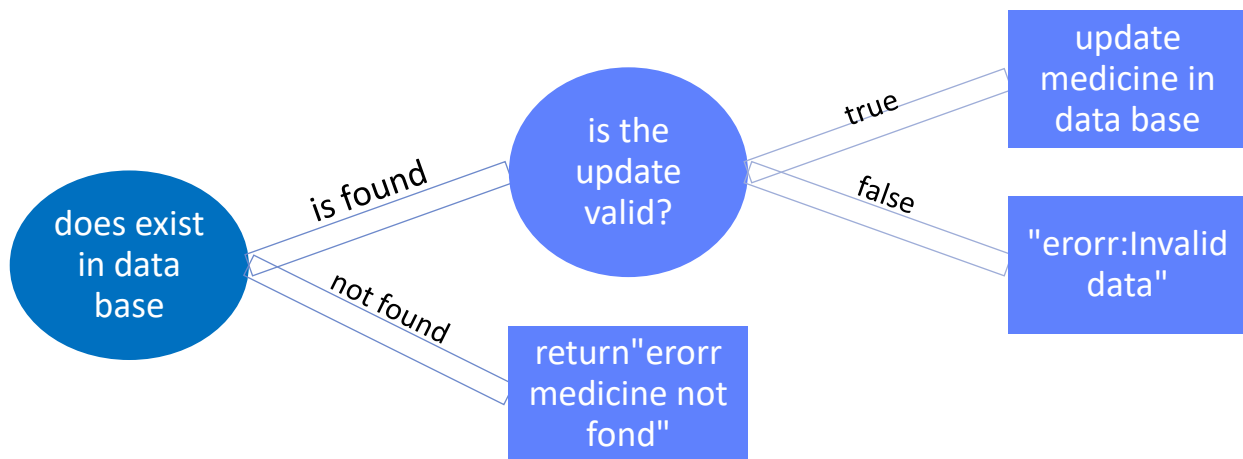 does exist
in data
base
is found
not found
is the
update
valid?
return"erorr
medicine not
fond"
true
false
update
medicine in
data base
"erorr:Invalid
data"